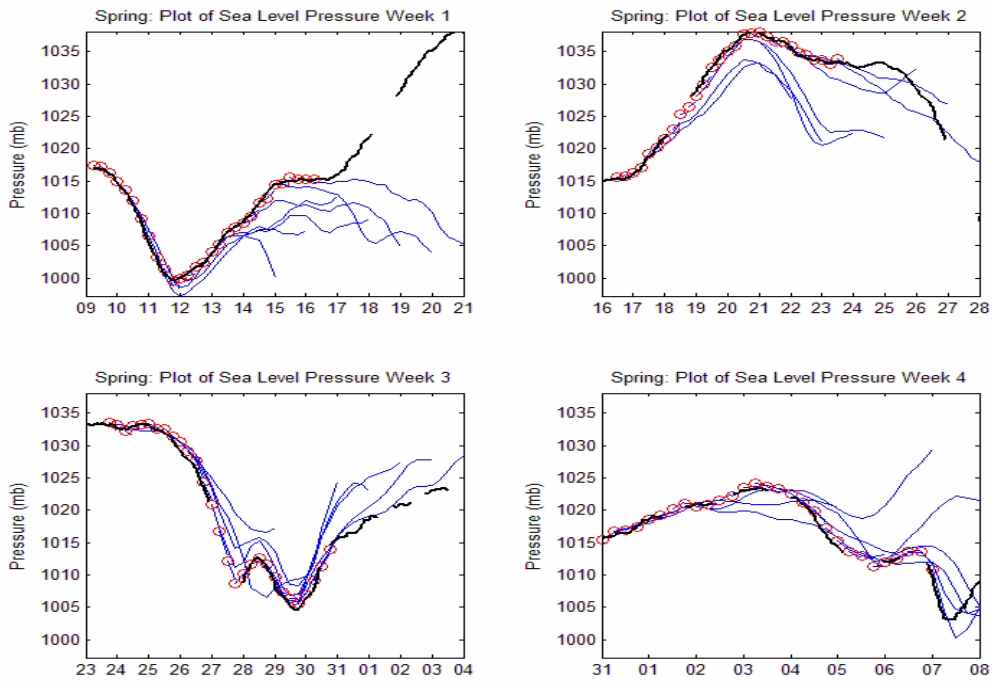 Spring: Plot of Sea Level Pressure Week 1
Pressure (mb)
1035
1030
1025
1020
1015
1010
1005
1000
09 10 11 12 13 14 15 16 17 18 19 20 21
Spring: Plot of Sea Level Pressure Week 2
Pressure (mb)
1035
1030
1025
1020
1015
1010
1005
1000
16 17 18 19 20 21 22 23 24 25 26 27 28
Spring: Plot of Sea Level Pressure Week 3
Pressure (mb)
1035
1030
1025
1020
1015
1010
1005
1000
23 24 25 26 27 28 29 30 31 01 02 03 04
Spring: Plot of Sea Level Pressure Week 4
Pressure (mb)
1035
1030
1025
1020
1015
1010
1005
1000
31 01 02 03 04 05 06 07 08